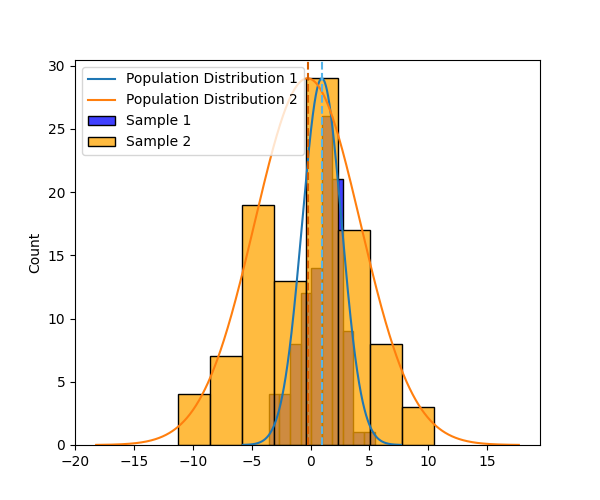 Population Distribution 1
Population Distribution 2
Sample 1
Sample 2
Count
30
25
20
15
10
5
0
−20 −15 −10 −5 0 5 10 15